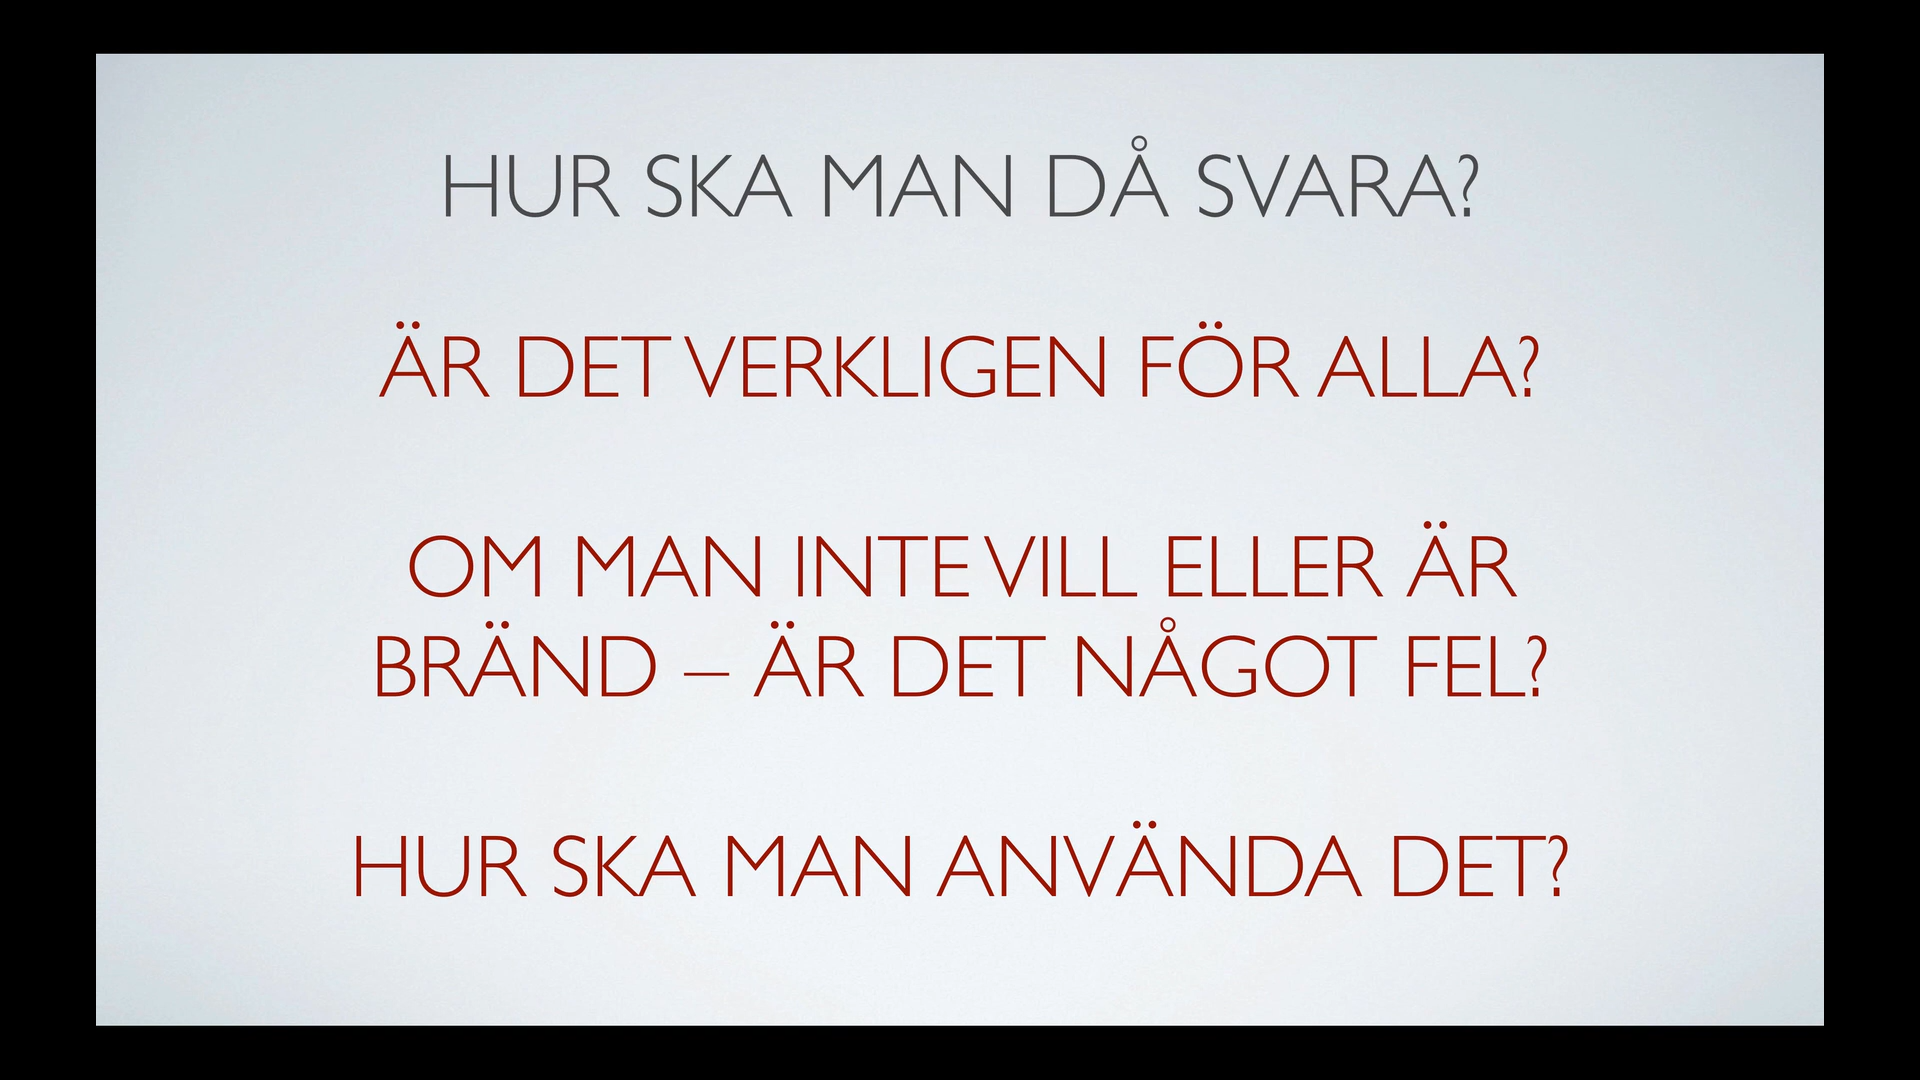 HUR SKA MAN DÅ SVARA?
ÄR DET VERKLIGEN FÖR ALLA?
OM MAN INTE VILL ELLER ÄR
BRÄND – ÄR DET NÅGOT FEL?
HUR SKA MAN ANVÄNDA DET?